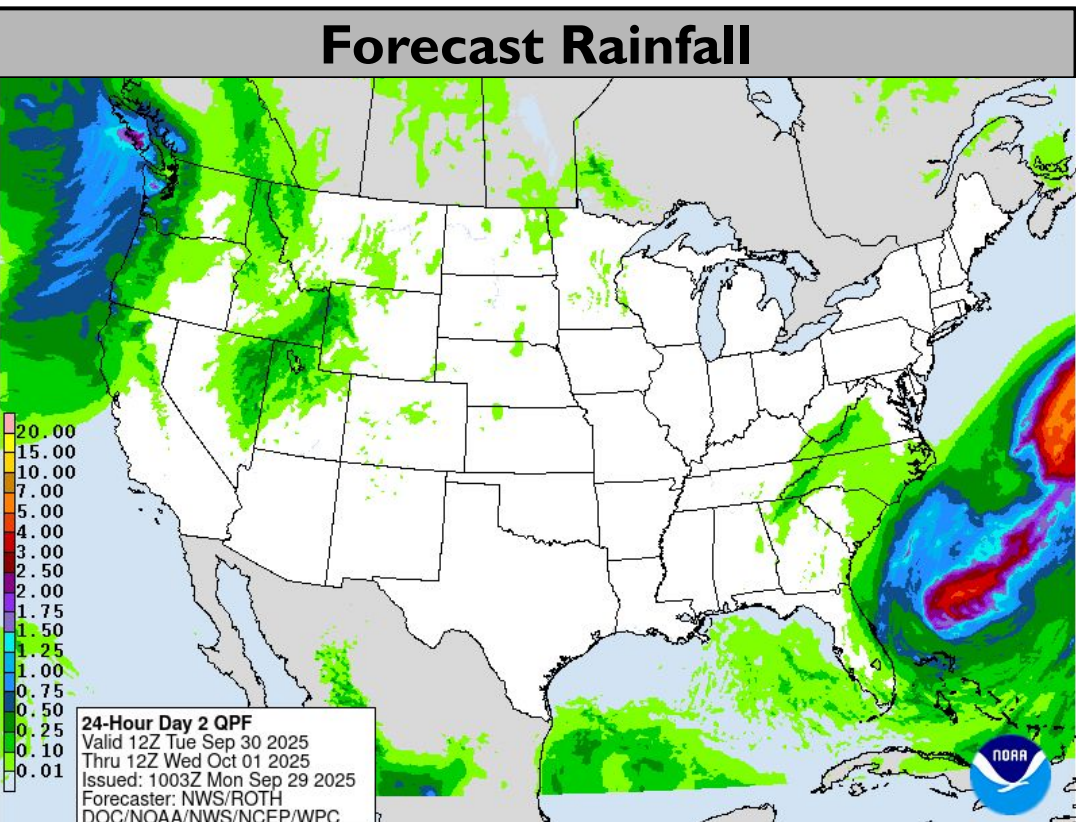 Forecast Rainfall
20.00
15.00
10.00
7.00
5.00
4.00
3.00
2.50
2.00
1.75
1.50
1.25
1.00
0.75
0.50
0.25
0.10
0.01
24-Hour Day 2 QPF
Valid 12Z Tue Sep 30 2025
Thru 12Z Wed Oct 01 2025
Issued: 1003Z Mon Sep 29 2025
Forecaster: NWS/ROTH
DOC/NOAA/NWS/NCEP/WPC
NOAA